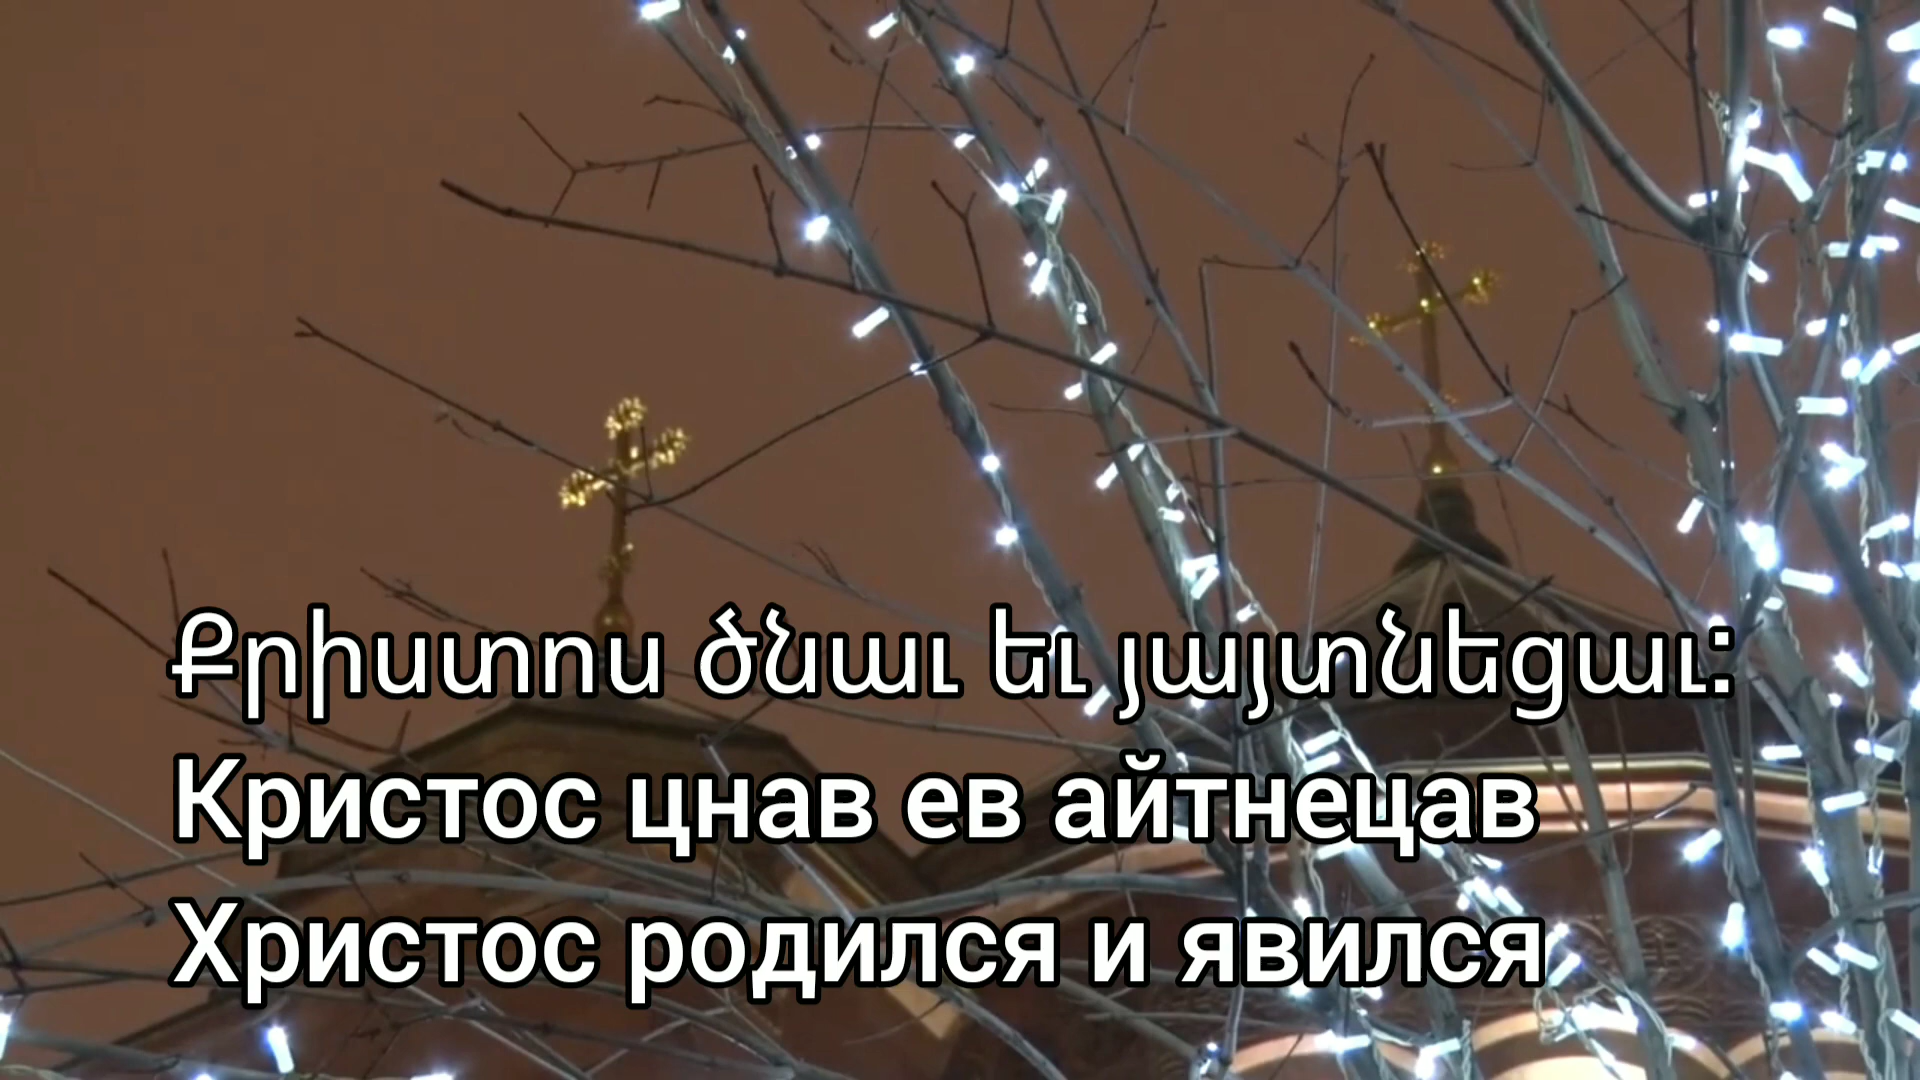 Քրիստոս ծնաւ եւ յայտնեցաւ:
Кристос цнав ев айтнецав
Христос родился и явился